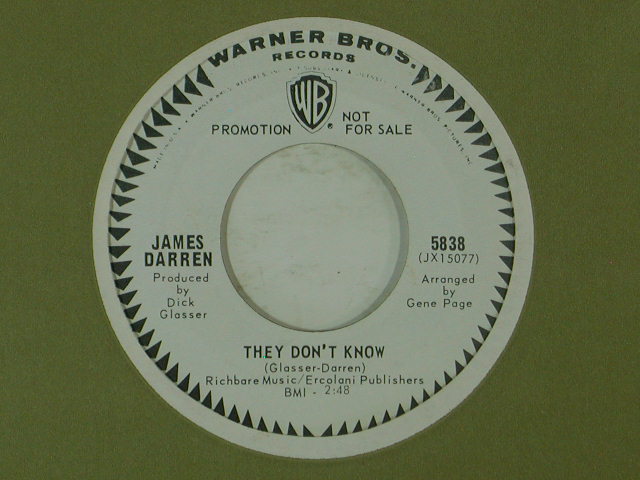 WARNER BROS.
RECORDS
WB
®
PROMOTION
NOT
FOR SALE
JAMES
DARREN
Produced
by
Dick
Glasser
5838
(JX15077)
Arranged
by
Gene Page
THEY DON'T KNOW
(Glasser-Darren)
Richbare Music/Ercolani Publishers
BMI - 2:48